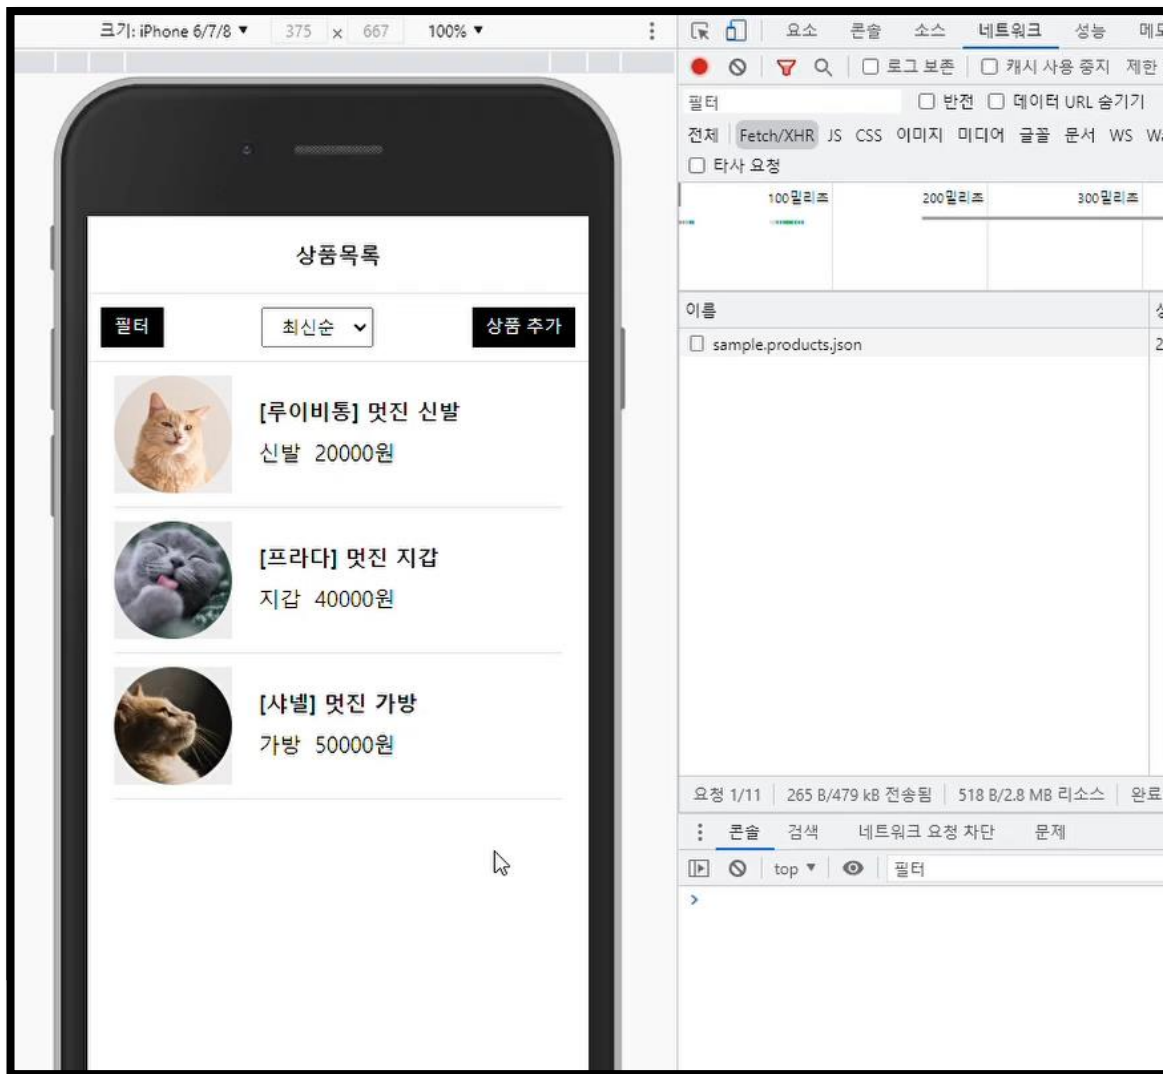 크기: iPhone 6/7/8 ▼ 375 x 667 100% ▼
요소 콘솔 소스 네트워크 성능
로그 보존 캐시 사용 중지 제한
필터 반전 데이터 URL 숨기기
전체 Fetch/XHR JS CSS 이미지 미디어 글꼴 문서 WS
타사 요청
100밀리초 200밀리초 300밀리초
이름
sample.products.json
요청 1/11 265 B/479 kB 전송됨 518 B/2.8 MB 리소스 완료
콘솔 검색 네트워크 요청 차단 문제
top ▼ 필터
상품목록
필터 최신순 상품 추가
[루이비통] 멋진 신발
신발 20000원
[프라다] 멋진 지갑
지갑 40000원
[샤넬] 멋진 가방
가방 50000원